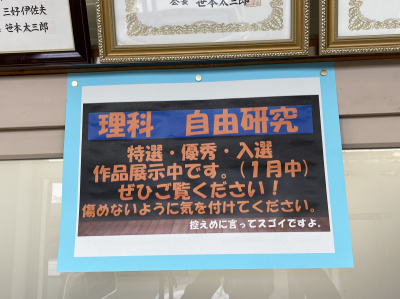 三好伊佐夫
笹本太三郎
会長 笹本太三郎
理科 自由研究
特選・優秀・入選
作品展示中です。(1月中)
ぜひご覧ください!
傷めないように気を付けてください。
控えめに言ってスゴイですよ.